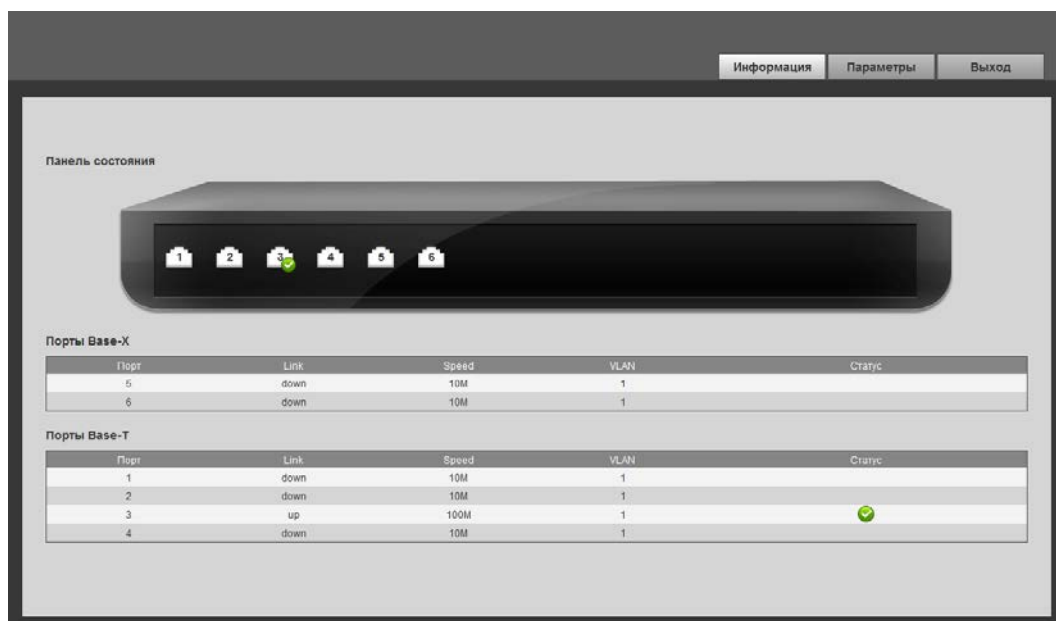 Информация Параметры Выход
Панель состояния
1 2 3 4 5 6
Порты Base-X
Порт Link Speed VLAN Статус
5 down 10M 1
6 down 10M 1
Порты Base-T
Порт Link Speed VLAN Статус
1 down 10M 1
2 down 10M 1
3 up 100M 1
4 down 10M 1